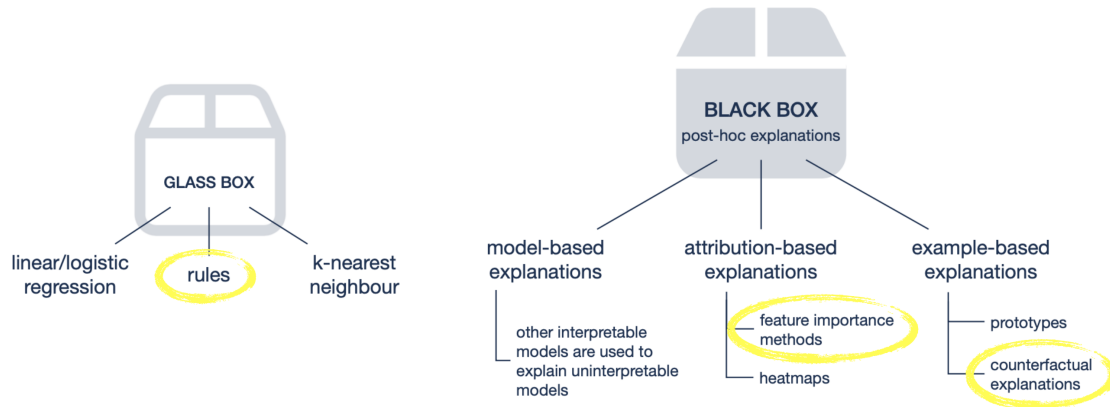 GLASS BOX
linear/logistic
regression
rules
k-nearest
neighbour
BLACK BOX
post-hoc explanations
model-based
explanations
other interpretable
models are used to
explain uninterpretable
models
attribution-based
explanations
feature importance
methods
heatmaps
example-based
explanations
prototypes
counterfactual
explanations